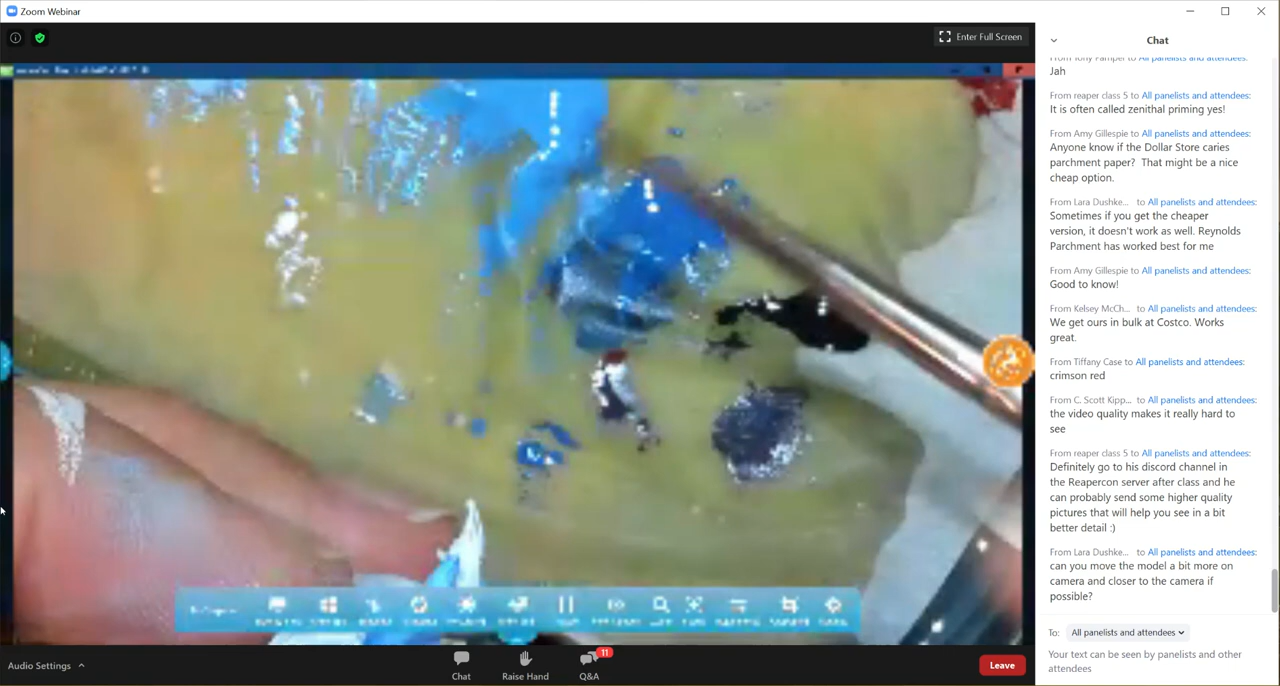 Zoom Webinar
Enter Full Screen
Chat
From Tony Pamper to All panelists and attendees:
Jah
From reaper class 5 to All panelists and attendees:
It is often called zenithal priming yes!
From Amy Gillespie to All panelists and attendees:
Anyone know if the Dollar Store caries
parchment paper? That might be a nice
cheap option.
From Lara Dushke... to All panelists and attendees:
Sometimes if you get the cheaper
version, it doesn't work as well. Reynolds
Parchment has worked best for me
From Amy Gillespie to All panelists and attendees:
Good to know!
From Kelsey McCh... to All panelists and attendees:
We get ours in bulk at Costco. Works
great.
From Tiffany Case to All panelists and attendees:
crimson red
From C. Scott Kipp... to All panelists and attendees:
the video quality makes it really hard to
see
From reaper class 5 to All panelists and attendees:
Definitely go to his discord channel in
the Reapercon server after class and he
can probably send some higher quality
pictures that will help you see in a bit
better detail :)
From Lara Dushke... to All panelists and attendees:
can you move the model a bit more on
camera and closer to the camera if
possible?
To: All panelists and attendees
Your text can be seen by panelists and other
attendees
Audio Settings
Chat
Raise Hand
Q&A
11
Leave